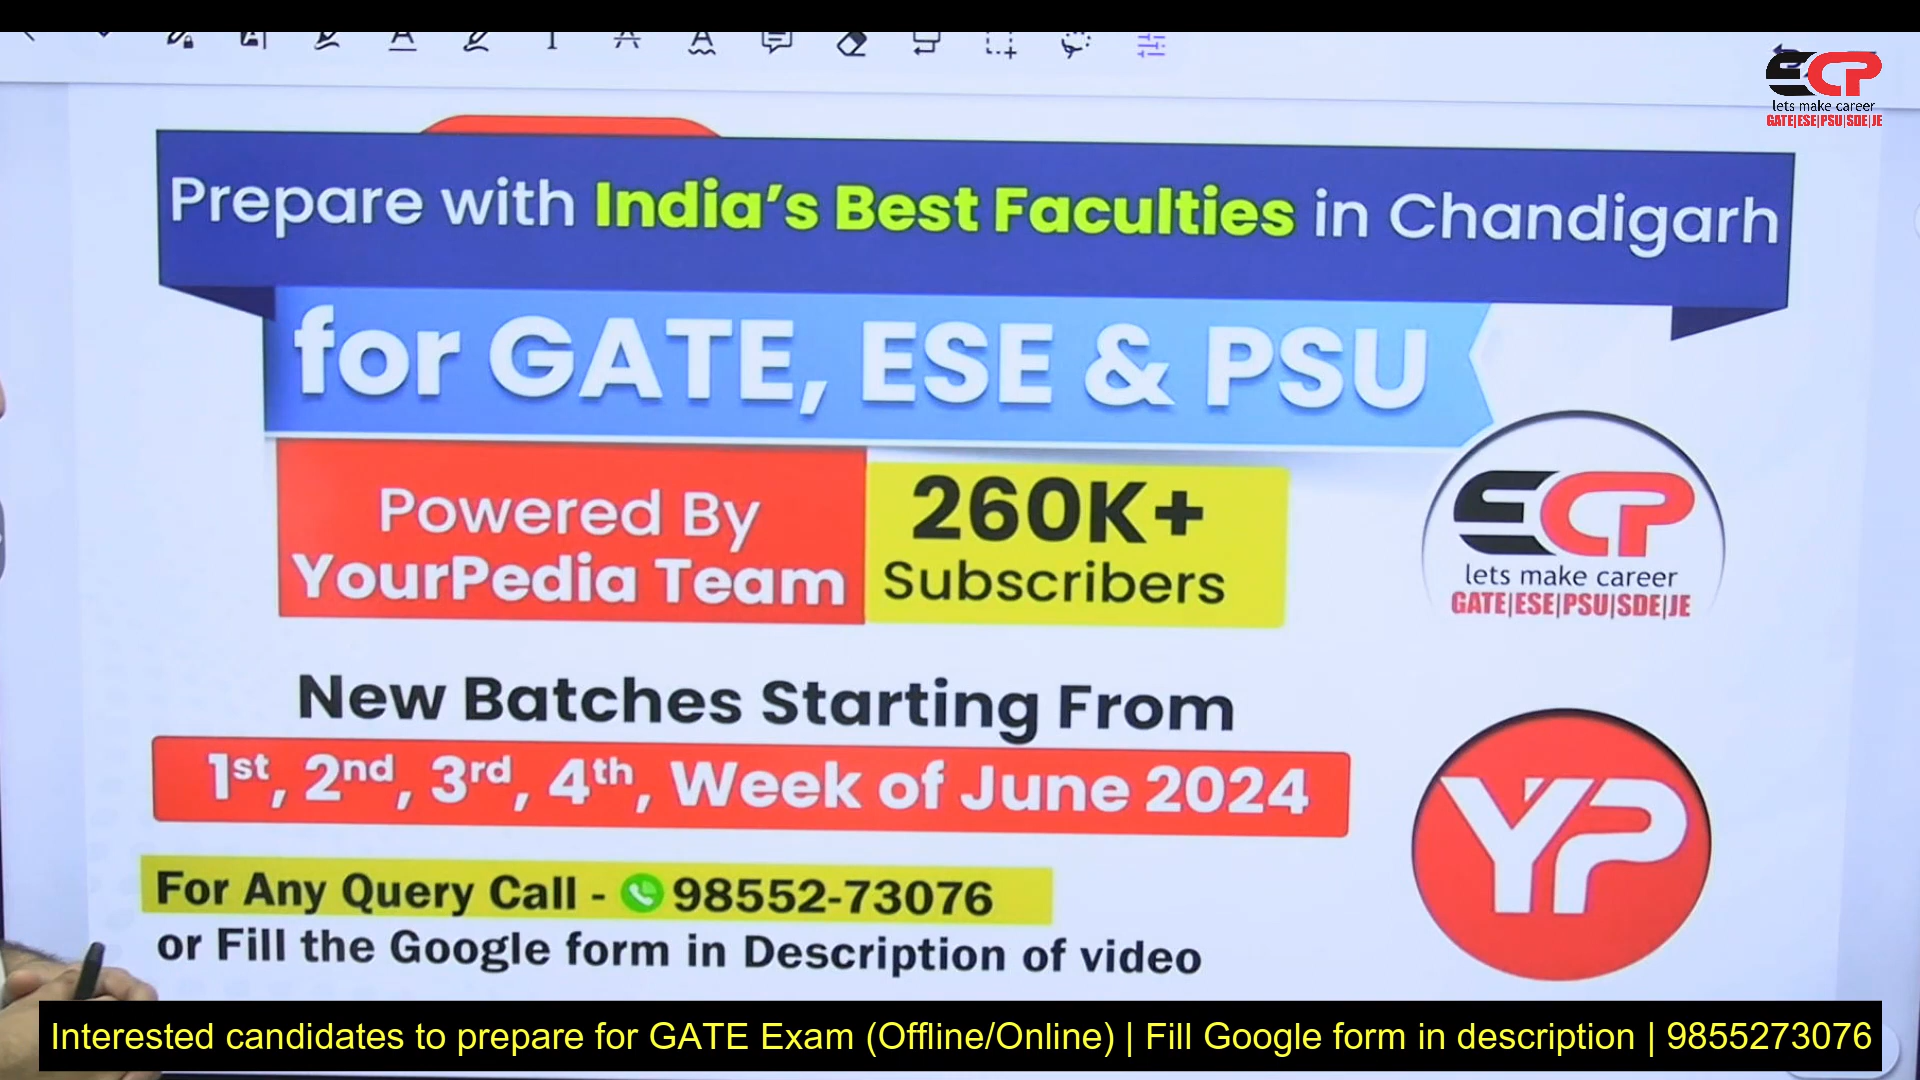 ECP
lets make career
GATE|ESE|PSU|SDE|JE
Prepare with India's Best Faculties in Chandigarh
for GATE, ESE & PSU
Powered By
YourPedia Team
260K+
Subscribers
ECP
lets make career
GATE|ESE|PSU|SDE|JE
New Batches Starting From
1st, 2nd, 3rd, 4th, Week of June 2024
YP
For Any Query Call - 98552-73076
or Fill the Google form in Description of video
Interested candidates to prepare for GATE Exam (Offline/Online) | Fill Google form in description | 9855273076